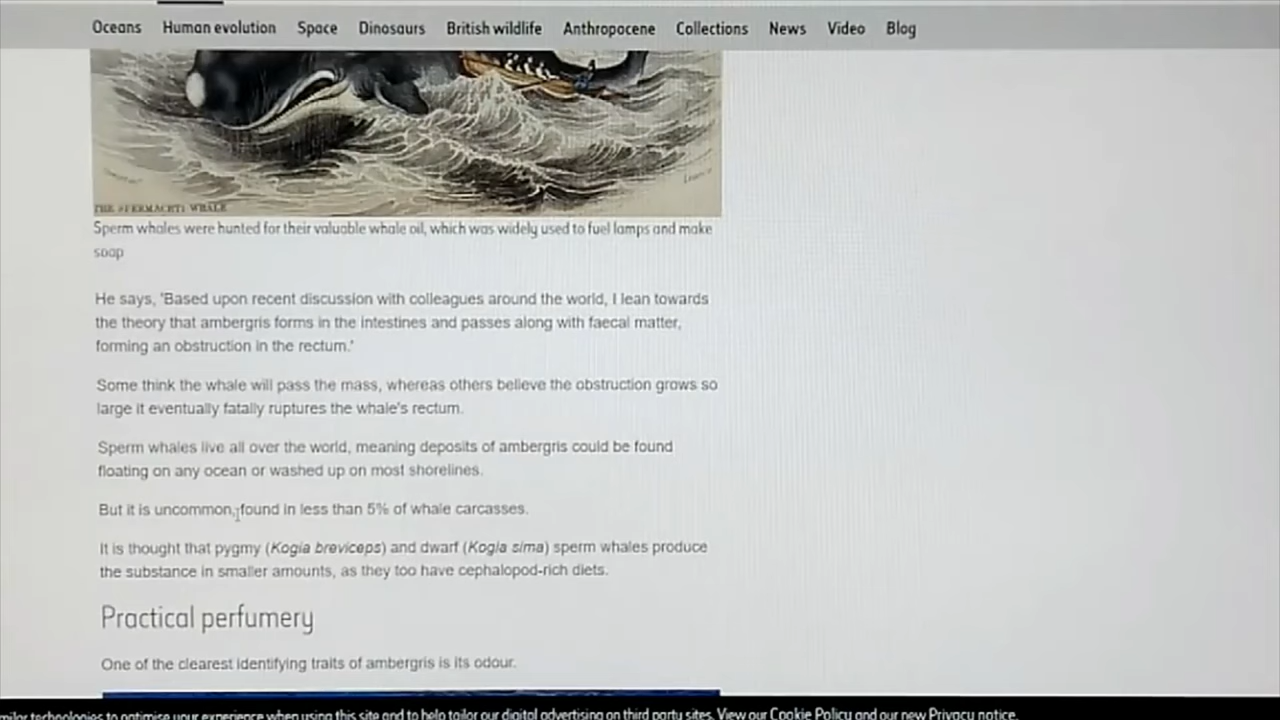 Oceans Human evolution Space Dinosaurs British wildlife Anthropocene Collections News Video Blog
THE SPERMACETI WHALE
Sperm whales were hunted for their valuable whale oil, which was widely used to fuel lamps and make
soap
He says, 'Based upon recent discussion with colleagues around the world, I lean towards
the theory that ambergris forms in the intestines and passes along with faecal matter,
forming an obstruction in the rectum.'
Some think the whale will pass the mass, whereas others believe the obstruction grows so
large it eventually fatally ruptures the whale's rectum.
Sperm whales live all over the world, meaning deposits of ambergris could be found
floating on any ocean or washed up on most shorelines.
But it is uncommon, found in less than 5% of whale carcasses.
It is thought that pygmy (Kogia breviceps) and dwarf (Kogia sima) sperm whales produce
the substance in smaller amounts, as they too have cephalopod-rich diets.
Practical perfumery
One of the clearest identifying traits of ambergris is its odour.
technologies to optimise your experience when using this site and to help tailor our digital advertising on third party sites. View our Cookie Policy and our new Privacy notice.